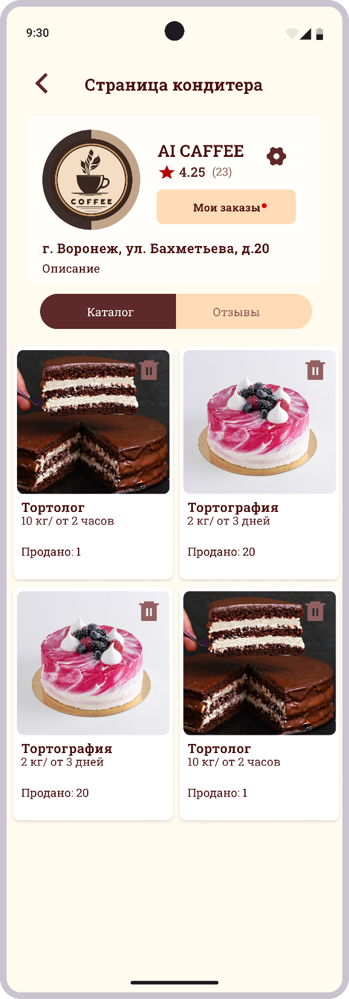 9:30
Страница кондитера
AI CAFFEE
4.25 (23)
Мои заказы
COFFEE
г. Воронеж, ул. Бахметьева, д.20
Описание
Каталог
Отзывы
Тортолог
10 кг/ от 2 часов
Продано: 1
Тортография
2 кг/ от 3 дней
Продано: 20
Тортография
2 кг/ от 3 дней
Продано: 20
Тортолог
10 кг/ от 2 часов
Продано: 1